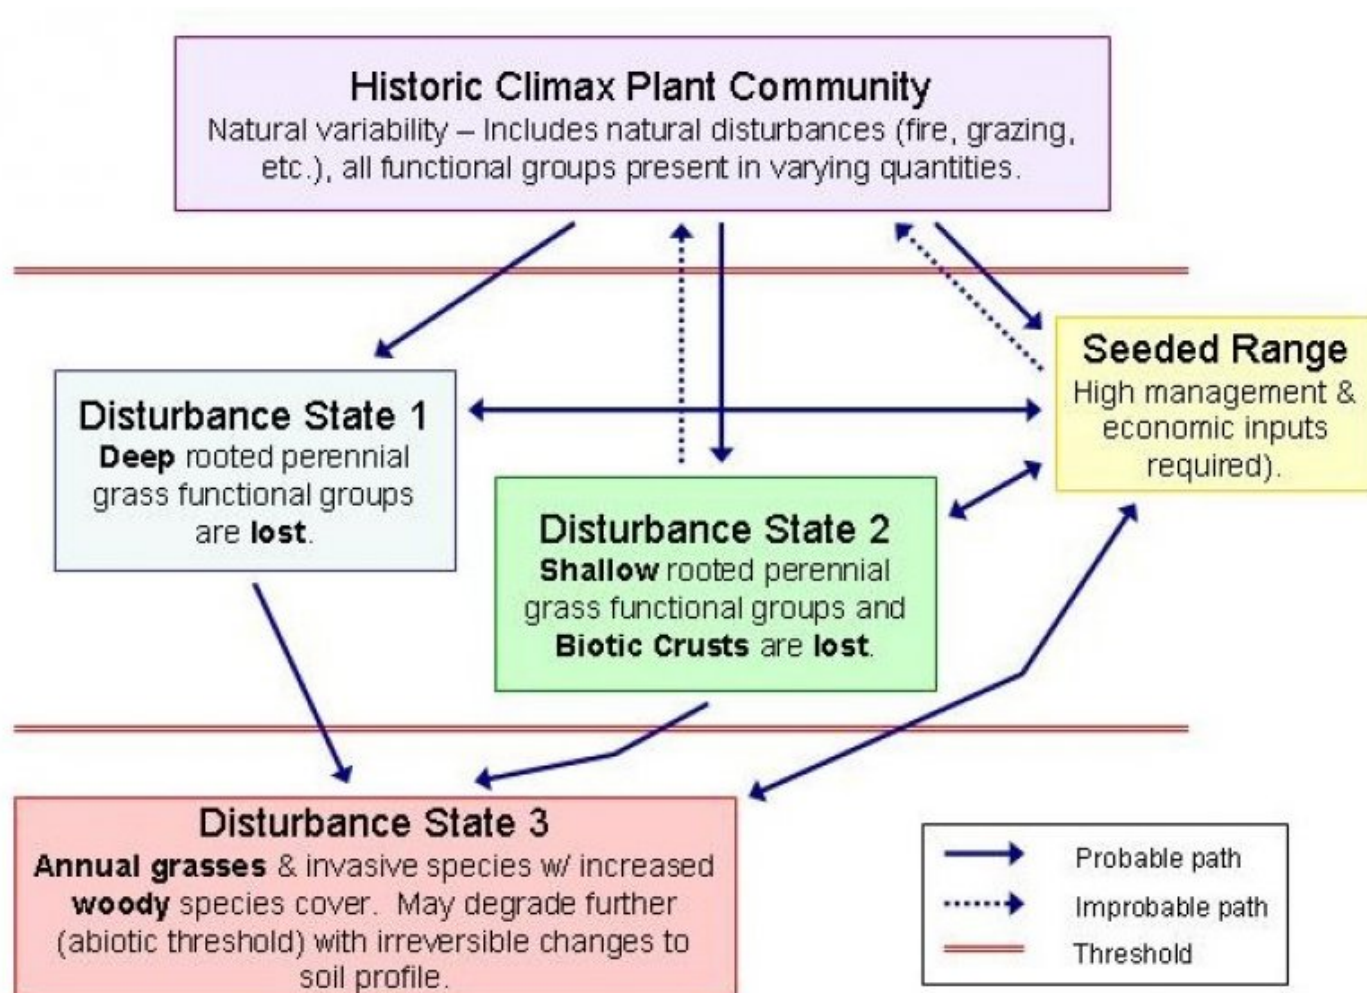 Historic Climax Plant Community
Natural variability – Includes natural disturbances (fire, grazing,
etc.), all functional groups present in varying quantities.
Seeded Range
High management &
economic inputs
required).
Disturbance State 1
Deep rooted perennial
grass functional groups
are lost.
Disturbance State 2
Shallow rooted perennial
grass functional groups and
Biotic Crusts are lost.
Disturbance State 3
Annual grasses & invasive species w/ increased
woody species cover. May degrade further
(abiotic threshold) with irreversible changes to
soil profile.
Probable path
Improbable path
Threshold